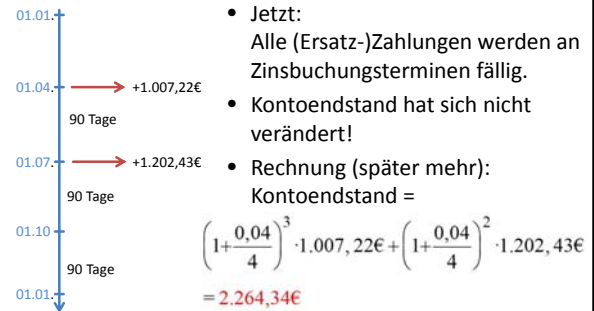 01.01.
01.04.
+1.007,22€
90 Tage
01.07.
+1.202,43€
90 Tage
01.10
90 Tage
01.01.
• Jetzt:
Alle (Ersatz-)Zahlungen werden an
Zinsbuchungsterminen fällig.
• Kontoendstand hat sich nicht
verändert!
• Rechnung (später mehr):
Kontoendstand =
(1+0,04/4)^3 ·1.007,22€+(1+0,04/4)^2 ·1.202,43€
=2.264,34€